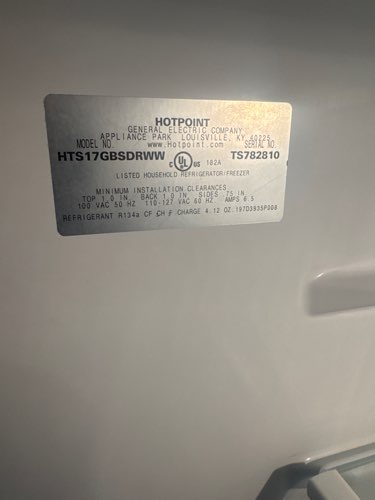 HOTPOINT
GENERAL ELECTRIC COMPANY
APPLIANCE PARK LOUISVILLE, KY 40225
MODEL NO. www.Hotpoint.com SERIAL NO.
HTS17GBSDRWW c UL US 182A TS782810
LISTED HOUSEHOLD REFRIGERATOR/FREEZER
MINIMUM INSTALLATION CLEARANCES
TOP 1.0 IN BACK 1.0 IN SIDES .75 IN
100 VAC 50 HZ 110-127 VAC 60 HZ AMPS 6.5
REFRIGERANT R134a CF CH F CHARGE 4.12 OZ.197D3935P308